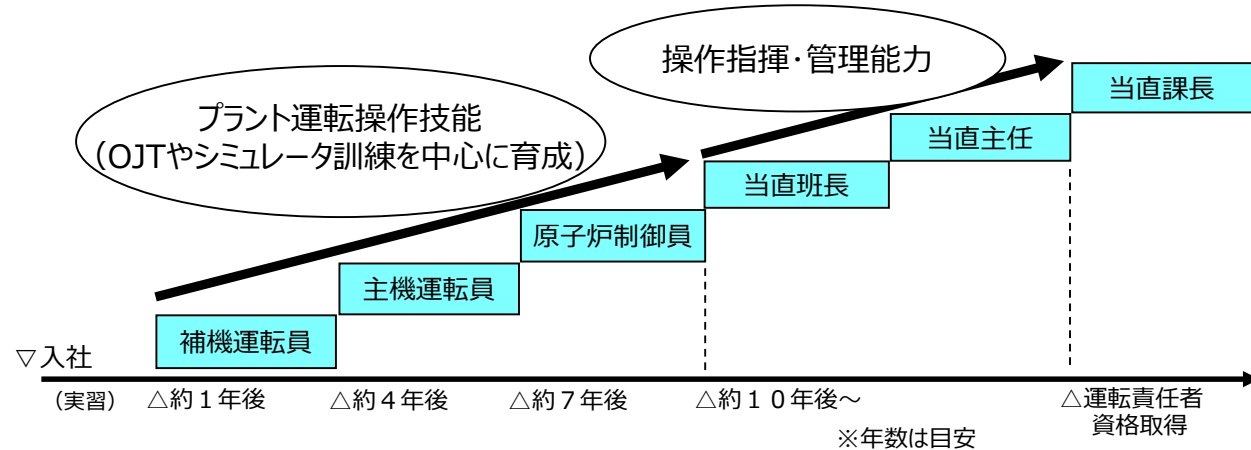 操作指揮・管理能力
プラント運転操作技能
（OJTやシミュレータ訓練を中心に育成）
当直課長
当直主任
当直班長
原子炉制御員
主機運転員
補機運転員
▽入社
（実習）
△約１年後
△約４年後
△約７年後
△約１０年後～
△運転責任者
資格取得
※年数は目安